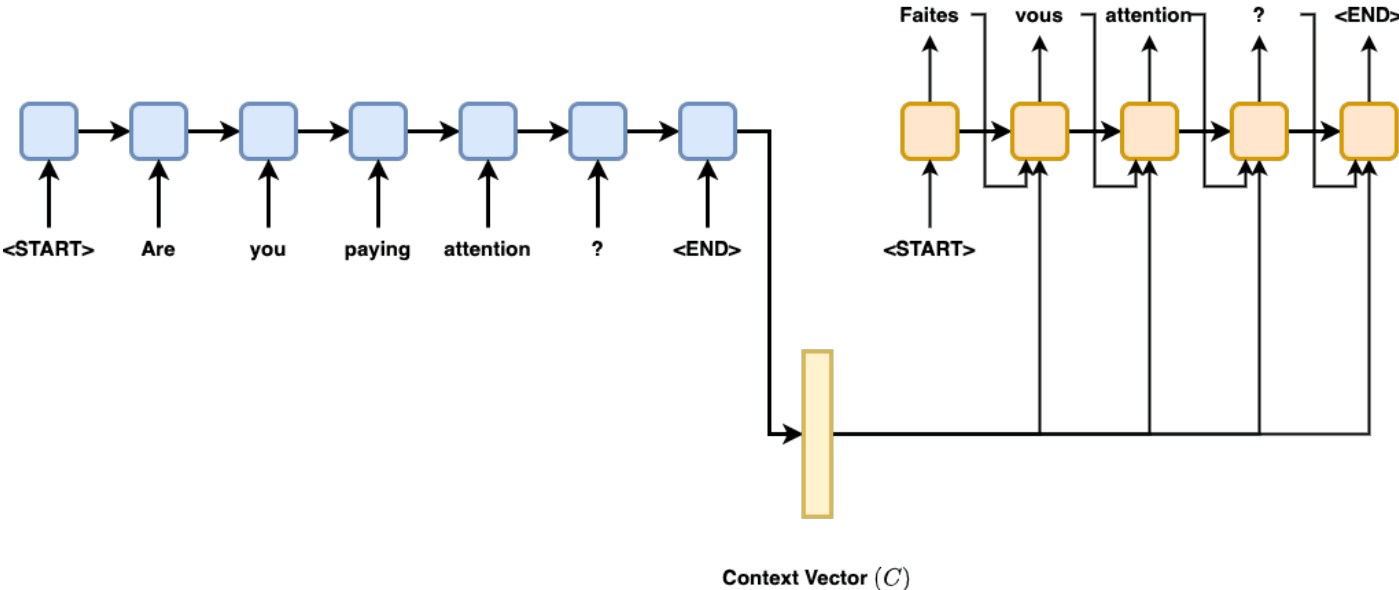 Faites vous attention ? <END>
<START> Are you paying attention ? <END>
<START>
Context Vector (C)